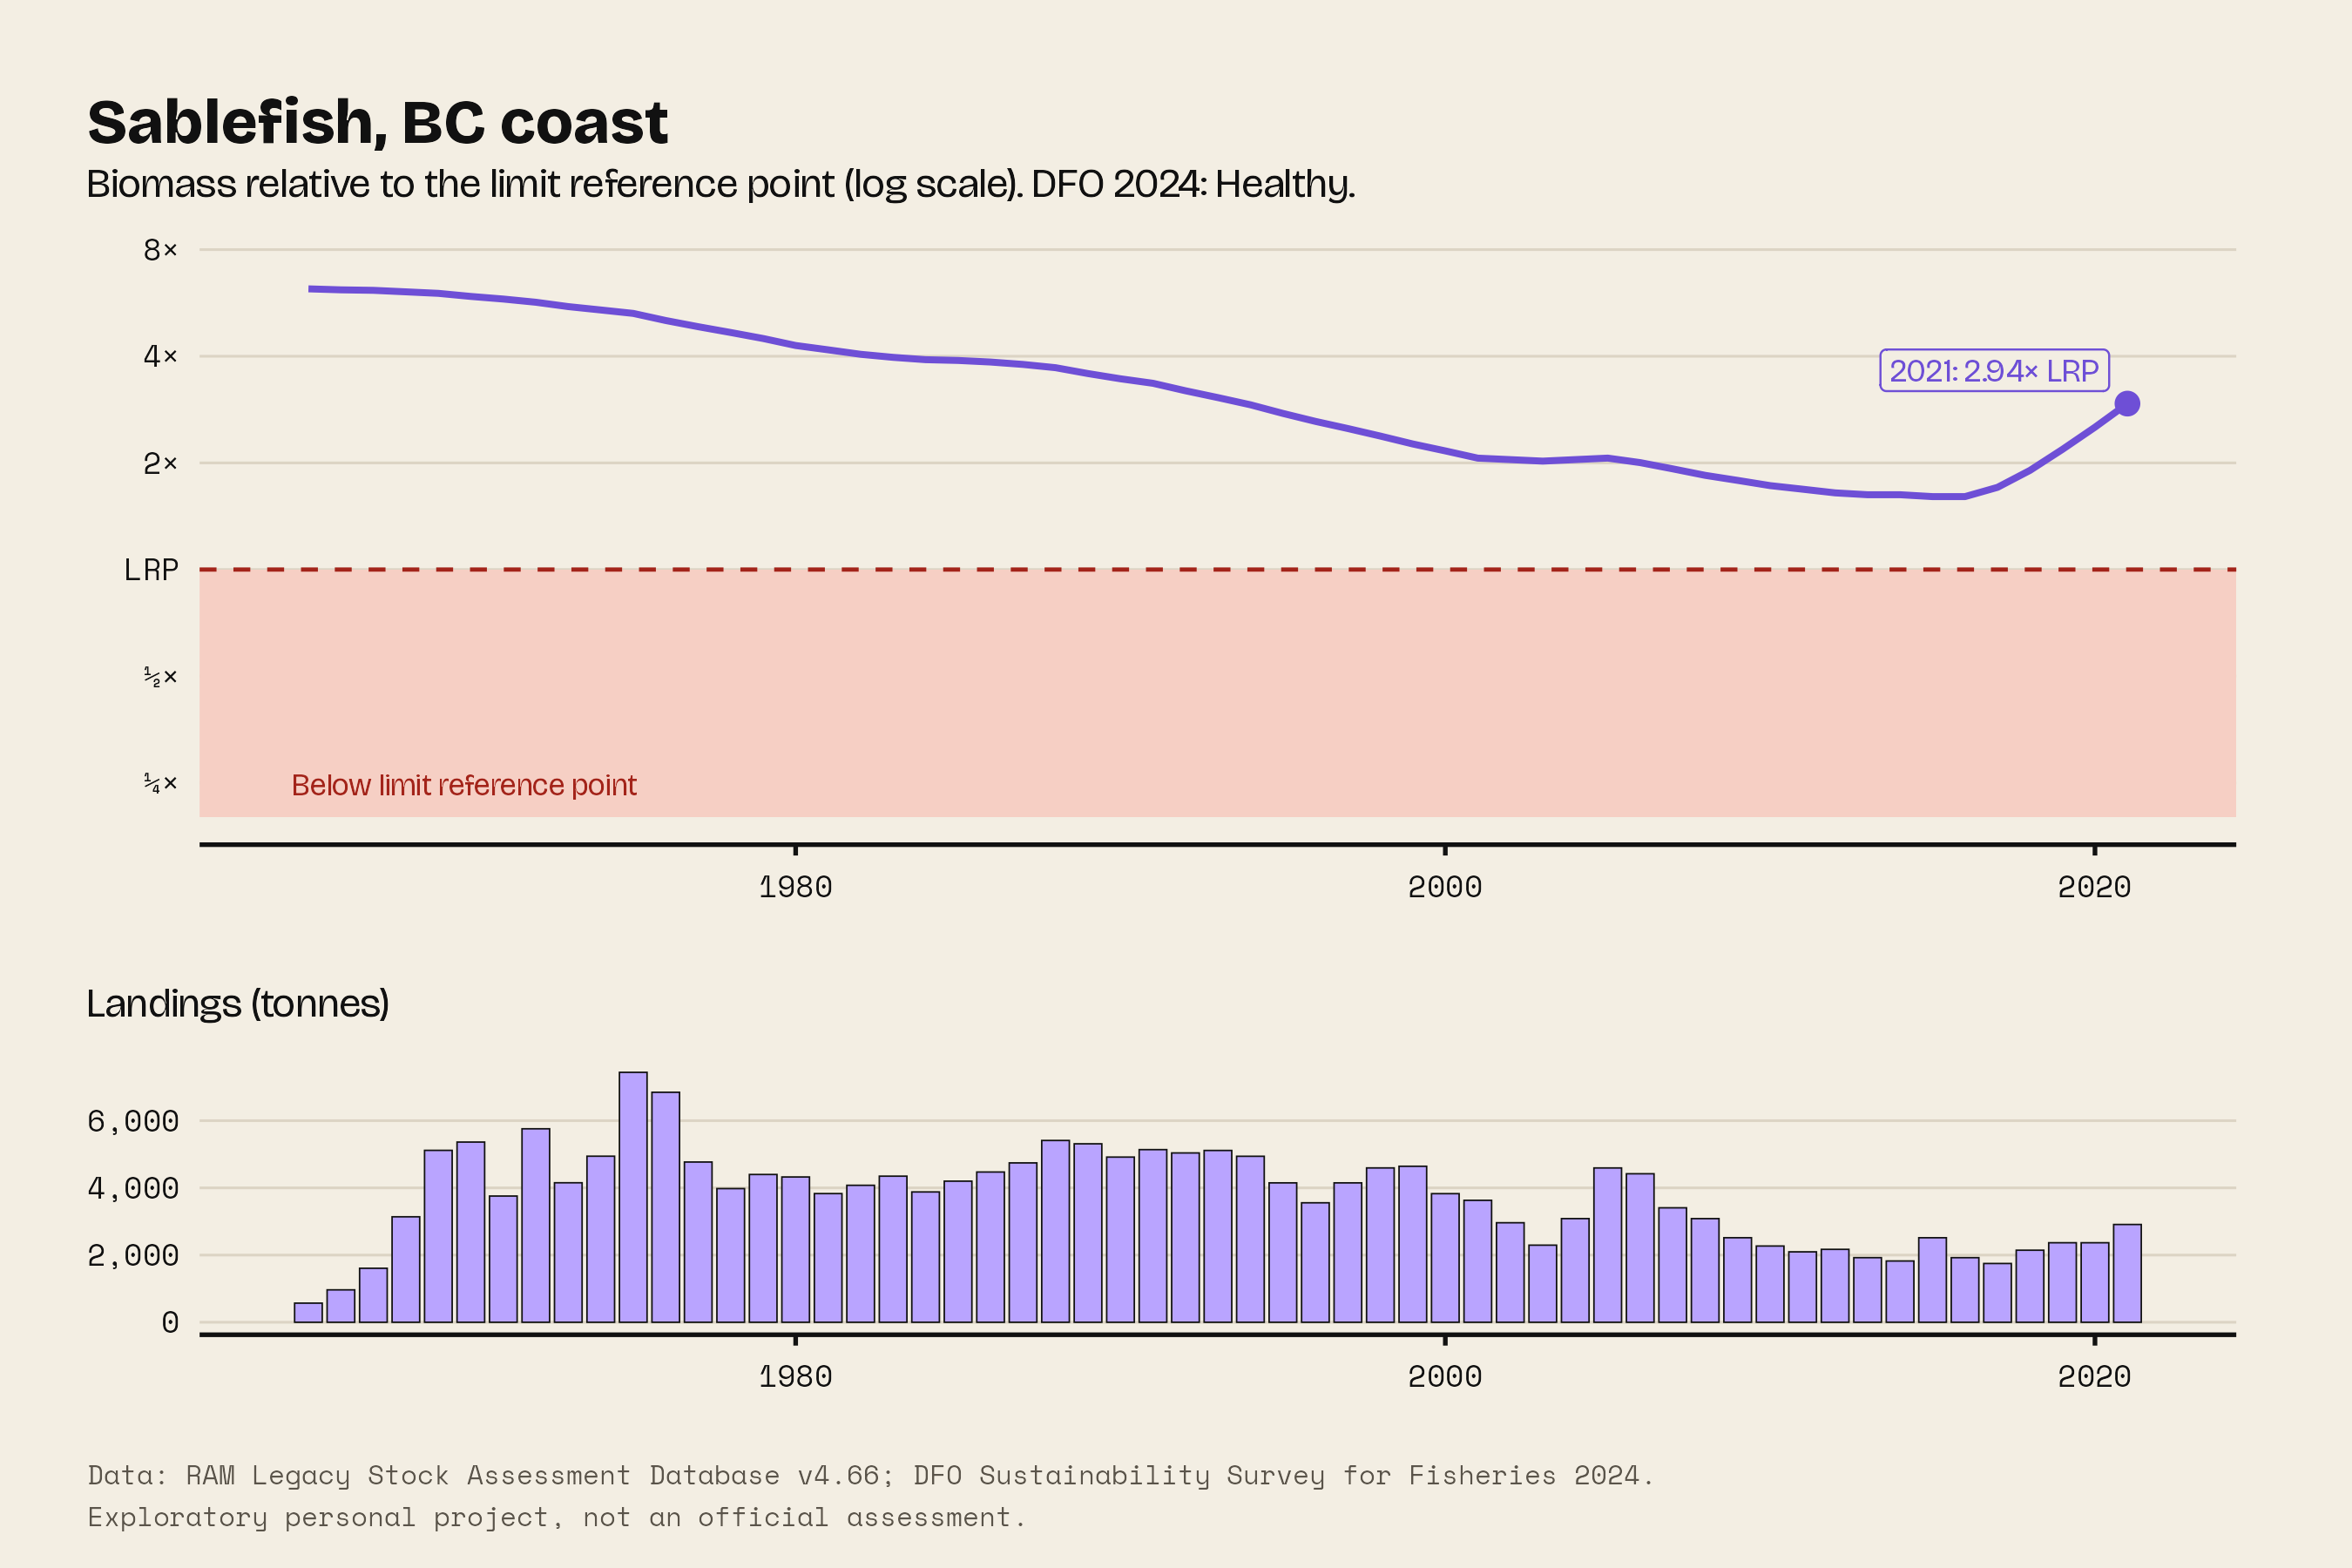 Sablefish, BC coast
Biomass relative to the limit reference point (log scale). DFO 2024: Healthy.
8×
4×
2021: 2.94× LRP
2×
LRP
½×
¼×
Below limit reference point
1980 2000 2020
Landings (tonnes)
6,000
4,000
2,000
0
1980 2000 2020
Data: RAM Legacy Stock Assessment Database v4.66; DFO Sustainability Survey for Fisheries 2024.
Exploratory personal project, not an official assessment.